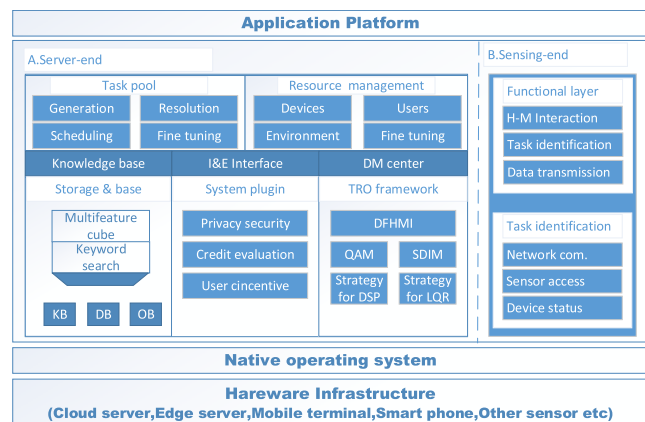 Application Platform
A.Server-end
B.Sensing-end
Task pool
Resource management
Generation
Resolution
Devices
Users
Scheduling
Fine tuning
Environment
Fine tuning
Knowledge base
I&E Interface
DM center
Storage & base
System plugin
TRO framework
Multifeature
cube
Keyword
search
KB
DB
OB
Privacy security
Credit evaluation
User cincentive
DFHMI
QAM
SDIM
Strategy
for DSP
Strategy
for LQR
Functional layer
H-M Interaction
Task identification
Data transmission
Task identification
Network com.
Sensor access
Device status
Native operating system
Hareware Infrastructure
(Cloud server,Edge server,Mobile terminal,Smart phone,Other sensor etc)